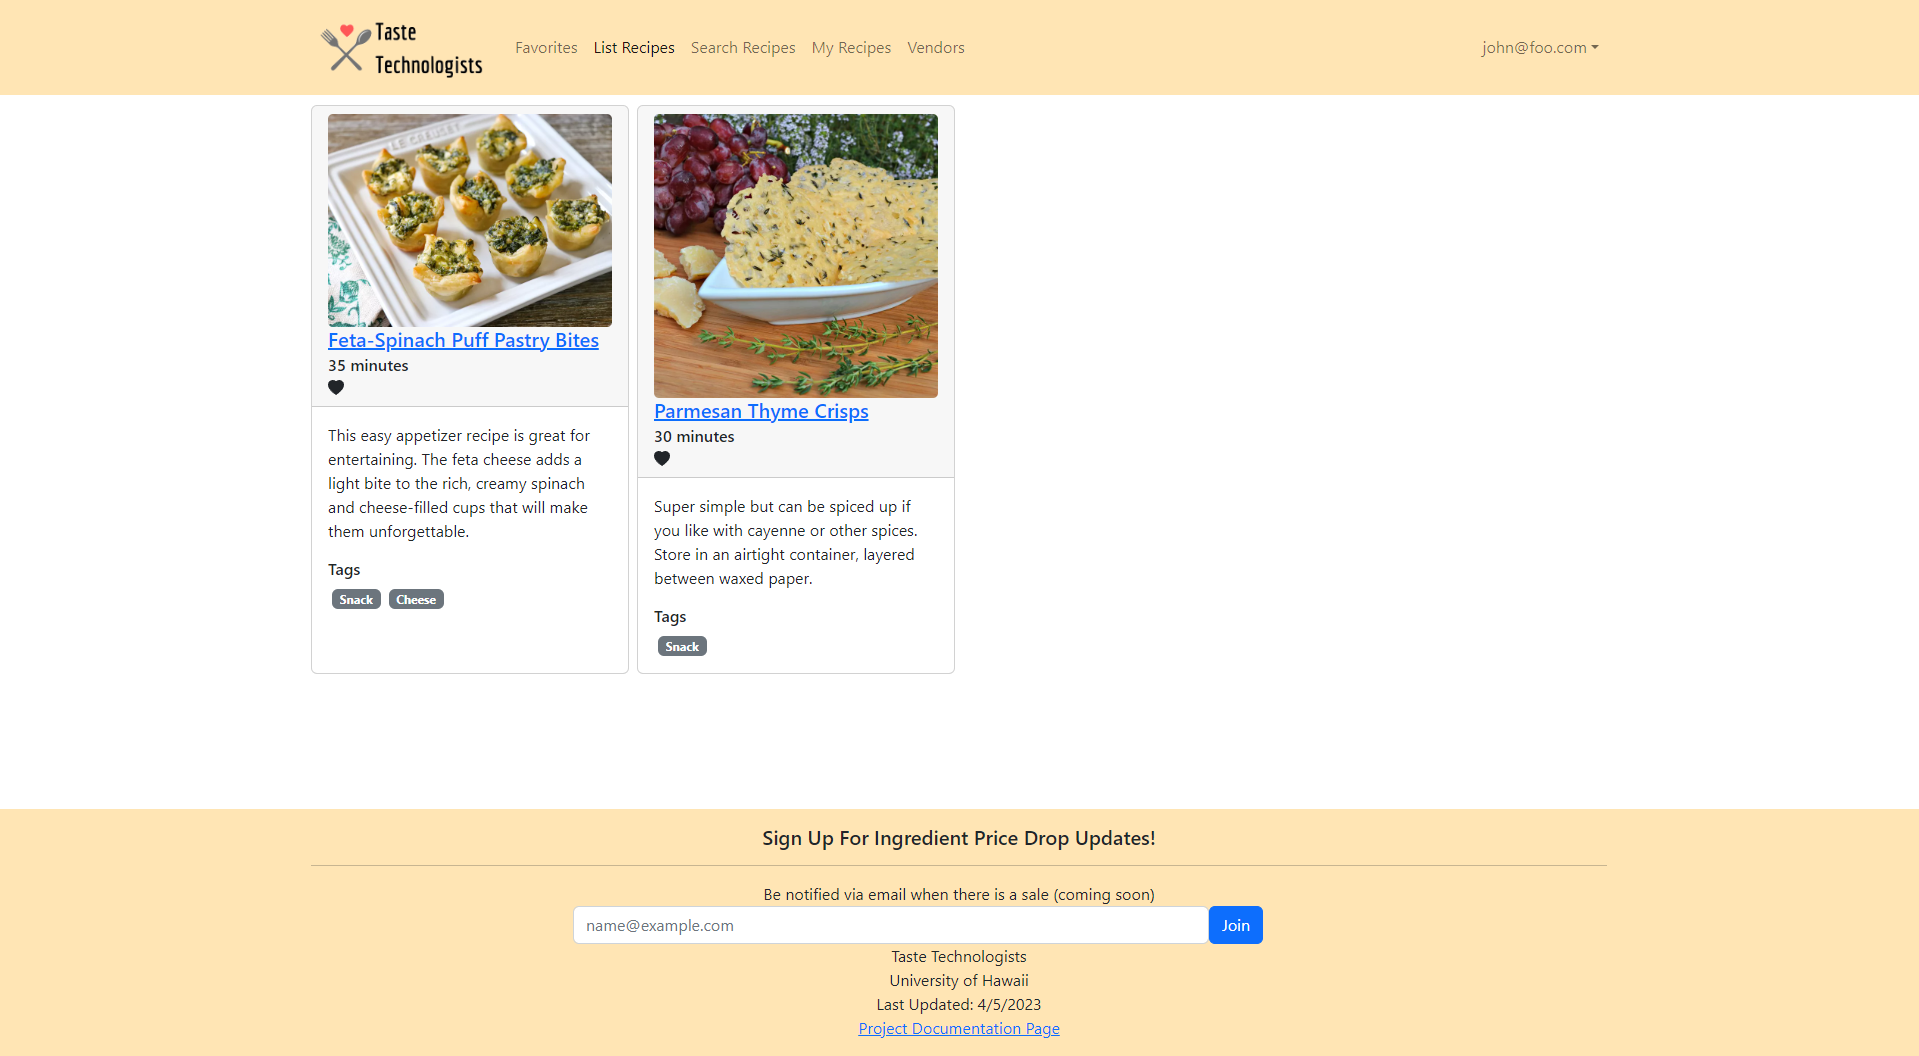 Taste
Technologists
Favorites List Recipes Search Recipes My Recipes Vendors
john@foo.com
LE CREUSET
Feta-Spinach Puff Pastry Bites
35 minutes
This easy appetizer recipe is great for
entertaining. The feta cheese adds a
light bite to the rich, creamy spinach
and cheese-filled cups that will make
them unforgettable.
Tags
Snack Cheese
Parmesan Thyme Crisps
30 minutes
Super simple but can be spiced up if
you like with cayenne or other spices.
Store in an airtight container, layered
between waxed paper.
Tags
Snack
Sign Up For Ingredient Price Drop Updates!
Be notified via email when there is a sale (coming soon)
name@example.com Join
Taste Technologists
University of Hawaii
Last Updated: 4/5/2023
Project Documentation Page